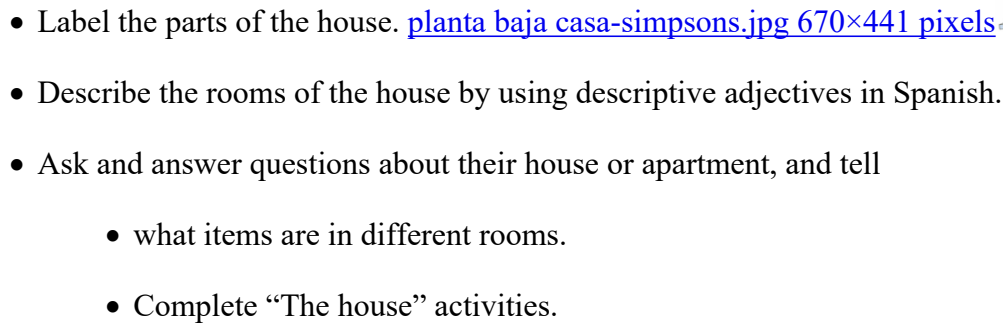 • Label the parts of the house. planta baja casa-simpsons.jpg 670×441 pixels
• Describe the rooms of the house by using descriptive adjectives in Spanish.
• Ask and answer questions about their house or apartment, and tell
• what items are in different rooms.
• Complete “The house” activities.